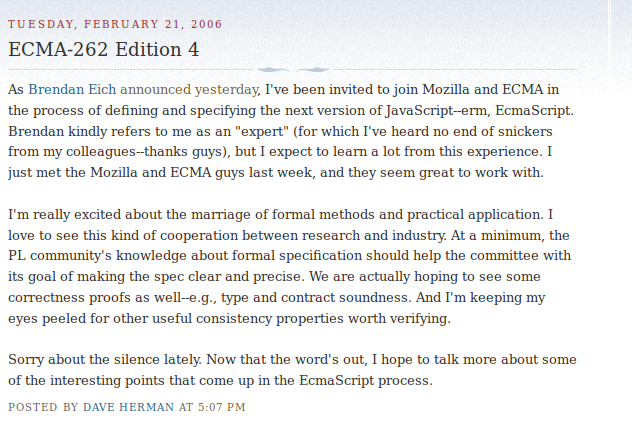 TUESDAY, FEBRUARY 21, 2006
ECMA-262 Edition 4
As Brendan Eich announced yesterday, I've been invited to join Mozilla and ECMA in
the process of defining and specifying the next version of JavaScript--erm, EcmaScript.
Brendan kindly refers to me as an "expert" (for which I've heard no end of snickers
from my colleagues--thanks guys), but I expect to learn a lot from this experience. I
just met the Mozilla and ECMA guys last week, and they seem great to work with.
I'm really excited about the marriage of formal methods and practical application. I
love to see this kind of cooperation between research and industry. At a minimum, the
PL community's knowledge about formal specification should help the committee with
its goal of making the spec clear and precise. We are actually hoping to see some
correctness proofs as well--e.g., type and contract soundness. And I'm keeping my
eyes peeled for other useful consistency properties worth verifying.
Sorry about the silence lately. Now that the word's out, I hope to talk more about some
of the interesting points that come up in the EcmaScript process.
POSTED BY DAVE HERMAN AT 5:07 PM